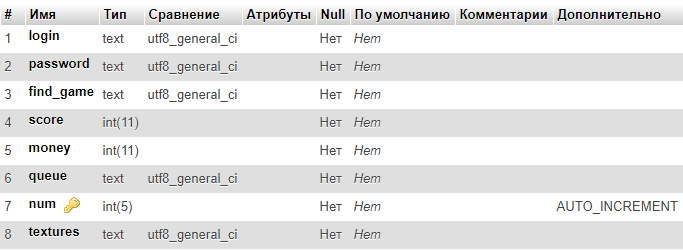 # Имя Тип Сравнение Атрибуты Null По умолчанию Комментарии Дополнительно
1 login text utf8_general_ci Нет Нет
2 password text utf8_general_ci Нет Нет
3 find_game text utf8_general_ci Нет Нет
4 score int(11) Нет Нет
5 money int(11) Нет Нет
6 queue text utf8_general_ci Нет Нет
7 num int(5) Нет Нет AUTO_INCREMENT
8 textures text utf8_general_ci Нет Нет